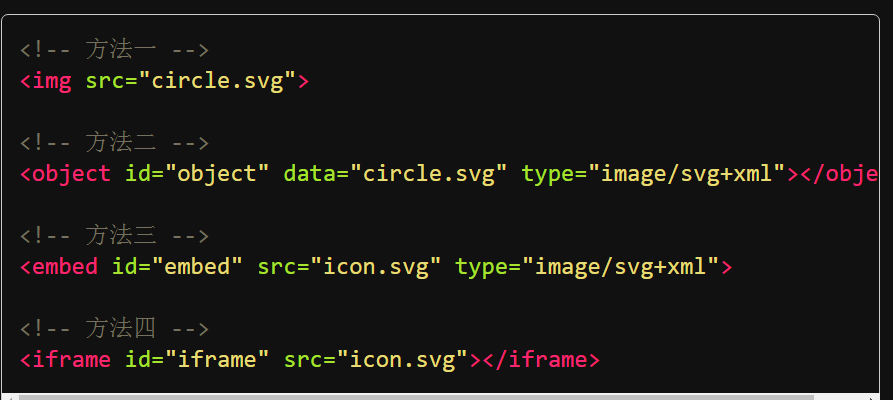 <!-- 方法一 -->
<img src="circle.svg">
<!-- 方法二 -->
<object id="object" data="circle.svg" type="image/svg+xml"></obje
<!-- 方法三 -->
<embed id="embed" src="icon.svg" type="image/svg+xml">
<!-- 方法四 -->
<iframe id="iframe" src="icon.svg"></iframe>